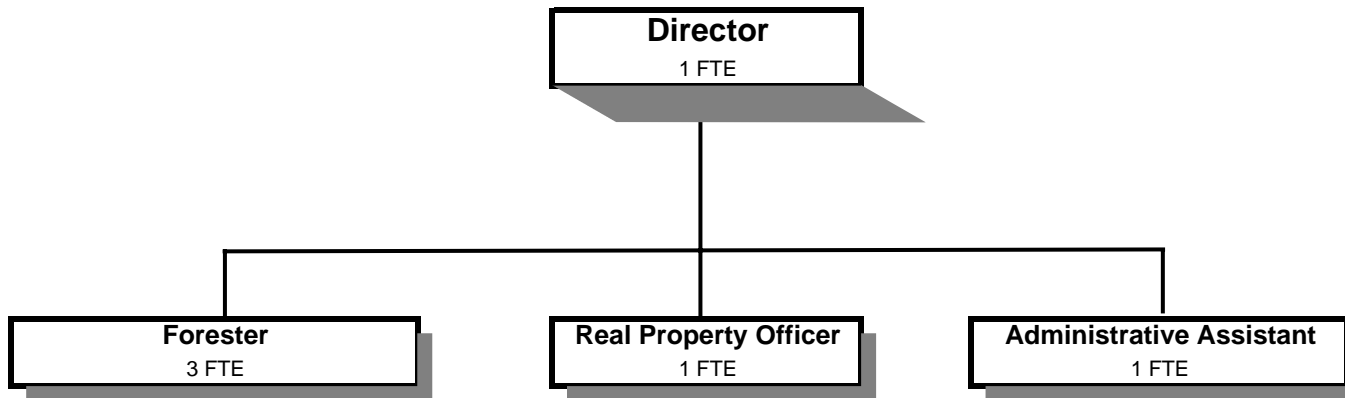 Director
1 FTE
Forester
3 FTE
Real Property Officer
1 FTE
Administrative Assistant
1 FTE